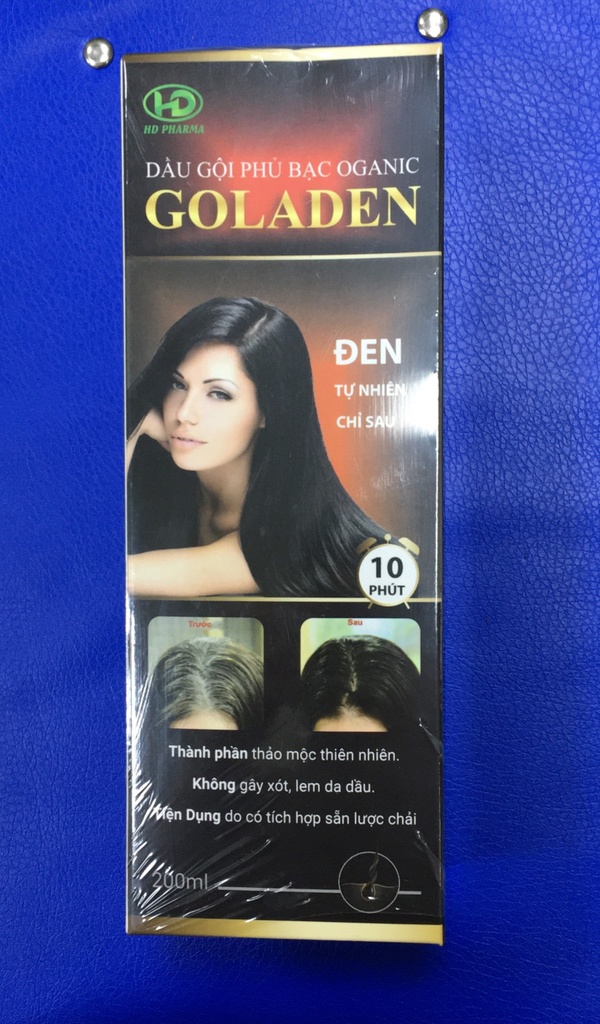 HD
HD PHARMA
DẦU GỘI PHỦ BẠC OGANIC
GOLADEN
ĐEN
TỰ NHIÊN
CHỈ SAU
10
PHÚT
Trước
Sau
Thành phần thảo mộc thiên nhiên.
Không gây xót, lem da đầu.
Tiện Dụng do có tích hợp sẵn lược chải
200ml